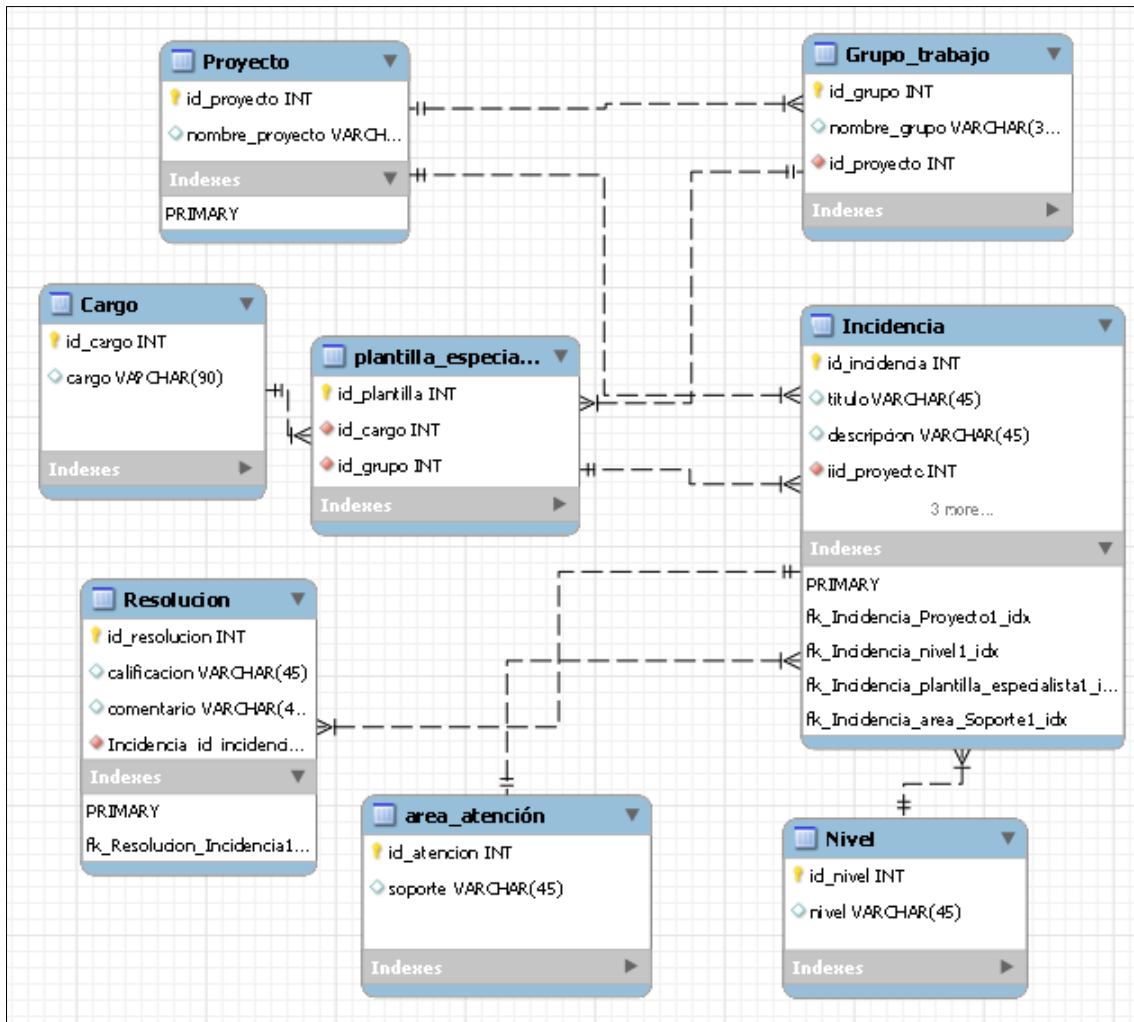 Proyecto
id_proyecto INT
nombre_proyecto VARCH...
Indexes
PRIMARY
Grupo_trabajo
id_grupo INT
nombre_grupo VARCHAR(3...
id_proyecto INT
Indexes
Cargo
id_cargo INT
cargo VARCHAR(90)
Indexes
plantilla_especia...
id_plantilla INT
id_cargo INT
id_grupo INT
Indexes
Incidencia
id_incidencia INT
titulo VARCHAR(45)
descripcion VARCHAR(45)
iid_proyecto INT
3 more...
Indexes
PRIMARY
fk_Incidencia_Proyecto1_idx
fk_Incidencia_nivel1_idx
fk_Incidencia_plantilla_especialista1_i...
fk_Incidencia_area_Soporte1_idx
Resolucion
id_resolucion INT
calificacion VARCHAR(45)
comentario VARCHAR(4...
Incidencia_id_incidenci...
Indexes
PRIMARY
fk_Resolucion_Incidencia1...
area_atención
id_atencion INT
soporte VARCHAR(45)
Indexes
Nivel
id_nivel INT
nivel VARCHAR(45)
Indexes